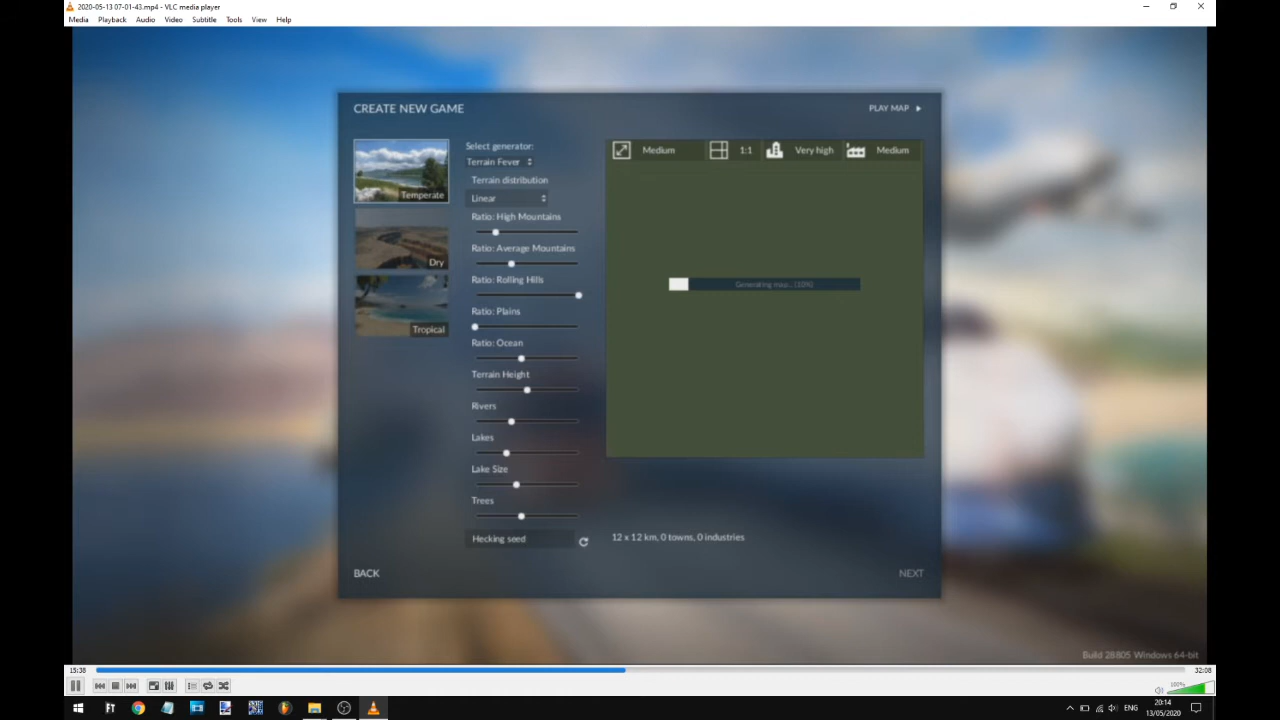 2020-05-13 07-01-43.mp4 - VLC media player
Media Playback Audio Video Subtitle Tools View Help
CREATE NEW GAME
PLAY MAP
Temperate
Dry
Tropical
Select generator:
Terrain Fever
Terrain distribution
Linear
Ratio: High Mountains
Ratio: Average Mountains
Ratio: Rolling Hills
Ratio: Plains
Ratio: Ocean
Terrain Height
Rivers
Lakes
Lake Size
Trees
Hecking seed
Medium 1:1 Very high Medium
Generating map... (10%)
12 x 12 km, 0 towns, 0 industries
BACK
NEXT
Build 28805 Windows 64-bit
15:38
32:08
100%
ENG
20:14
13/05/2020